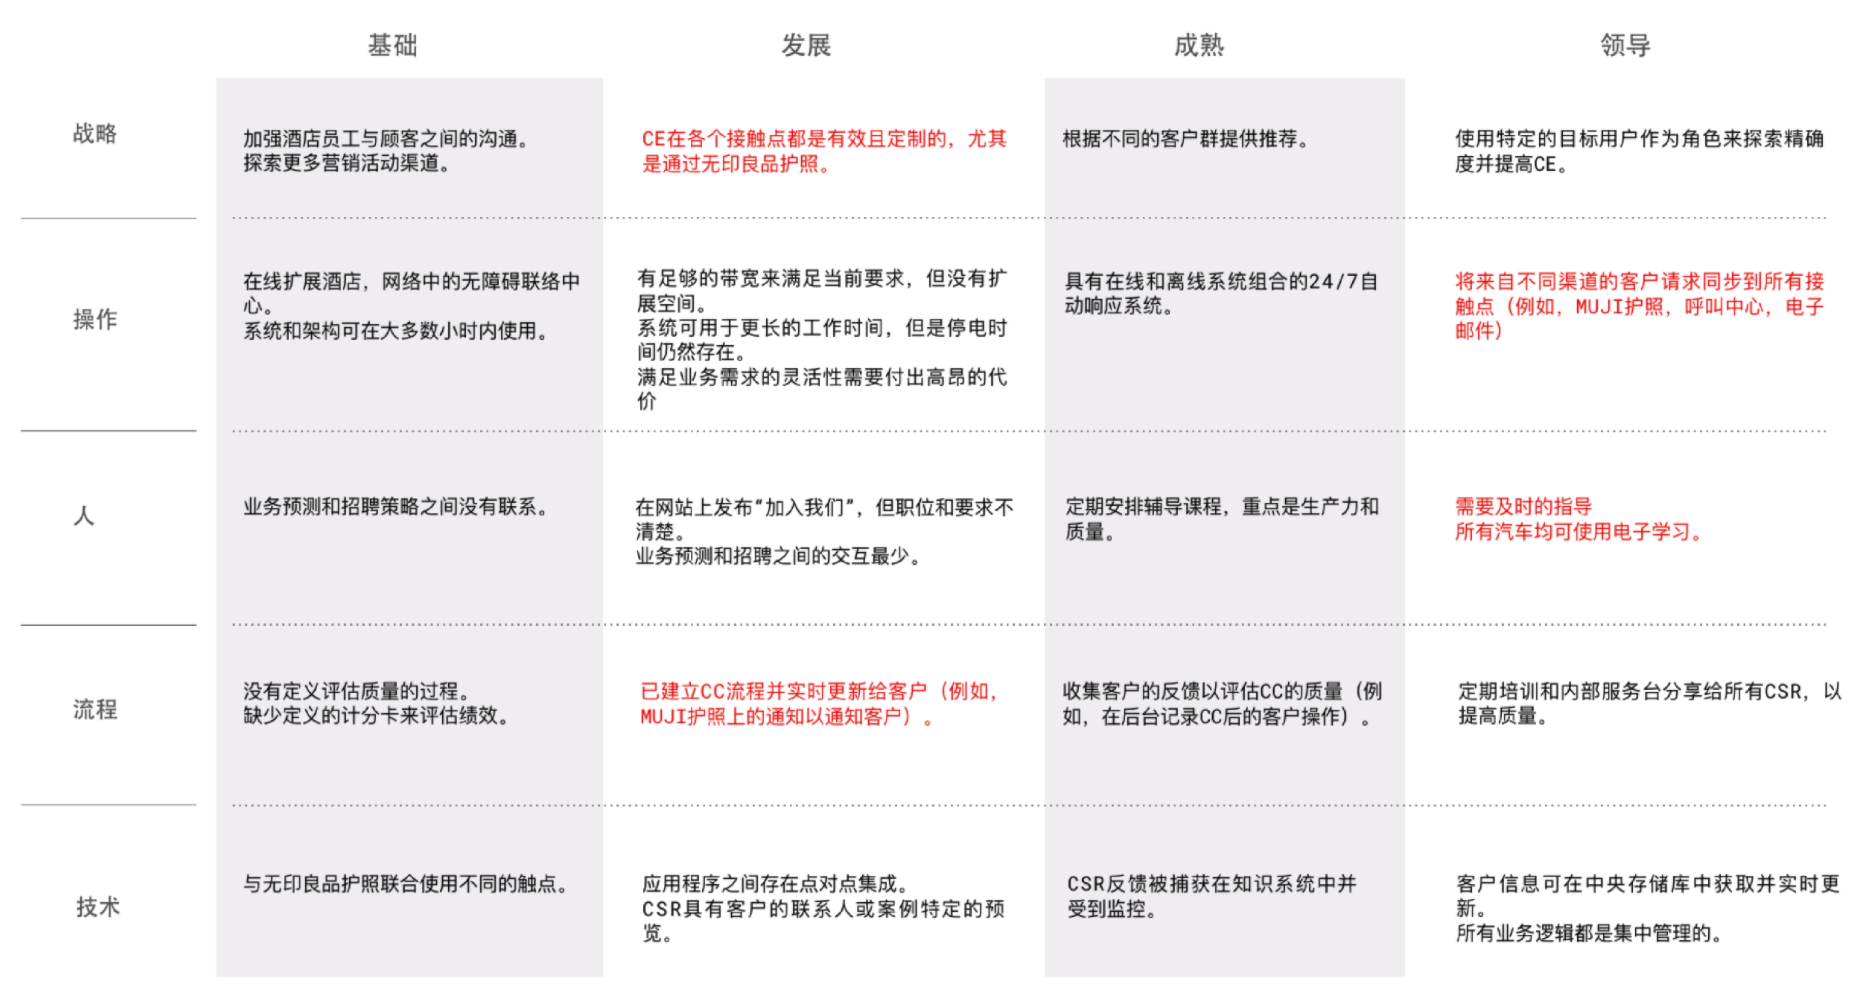 基础
发展
成熟
领导
战略
加强酒店员工与顾客之间的沟通。
探索更多营销活动渠道。
CE在各个接触点都是有效且定制的，尤其
是通过无印良品护照。
根据不同的客户群提供推荐。
使用特定的目标用户作为角色来探索精确
度并提高CE。
操作
在线扩展酒店，网络中的无障碍联络中
心。
系统和架构可在大多数小时内使用。
有足够的带宽来满足当前要求，但没有扩
展空间。
系统可用于更长的工作时间，但是停电时
间仍然存在。
满足业务需求的灵活性需要付出高昂的代
价
具有在线和离线系统组合的24/7自
动响应系统。
将来自不同渠道的客户请求同步到所有接
触点（例如，MUJI护照，呼叫中心，电子
邮件）
人
业务预测和招聘策略之间没有联系。
在网站上发布“加入我们”，但职位和要求不
清楚。
业务预测和招聘之间的交互最少。
定期安排辅导课程，重点是生产力和
质量。
需要及时的指导
所有汽车均可使用电子学习。
流程
没有定义评估质量的过程。
缺少定义的计分卡来评估绩效。
已建立CC流程并实时更新给客户（例如，
MUJI护照上的通知以通知客户）。
收集客户的反馈以评估CC的质量（例
如，在后台记录CC后的客户操作）。
定期培训和内部服务台分享给所有CSR，以
提高质量。
技术
与无印良品护照联合使用不同的触点。
应用程序之间存在点对点集成。
CSR具有客户的联系人或案例特定的预
览。
CSR反馈被捕获在知识系统中并
受到监控。
客户信息可在中央存储库中获取并实时更
新。
所有业务逻辑都是集中管理的。